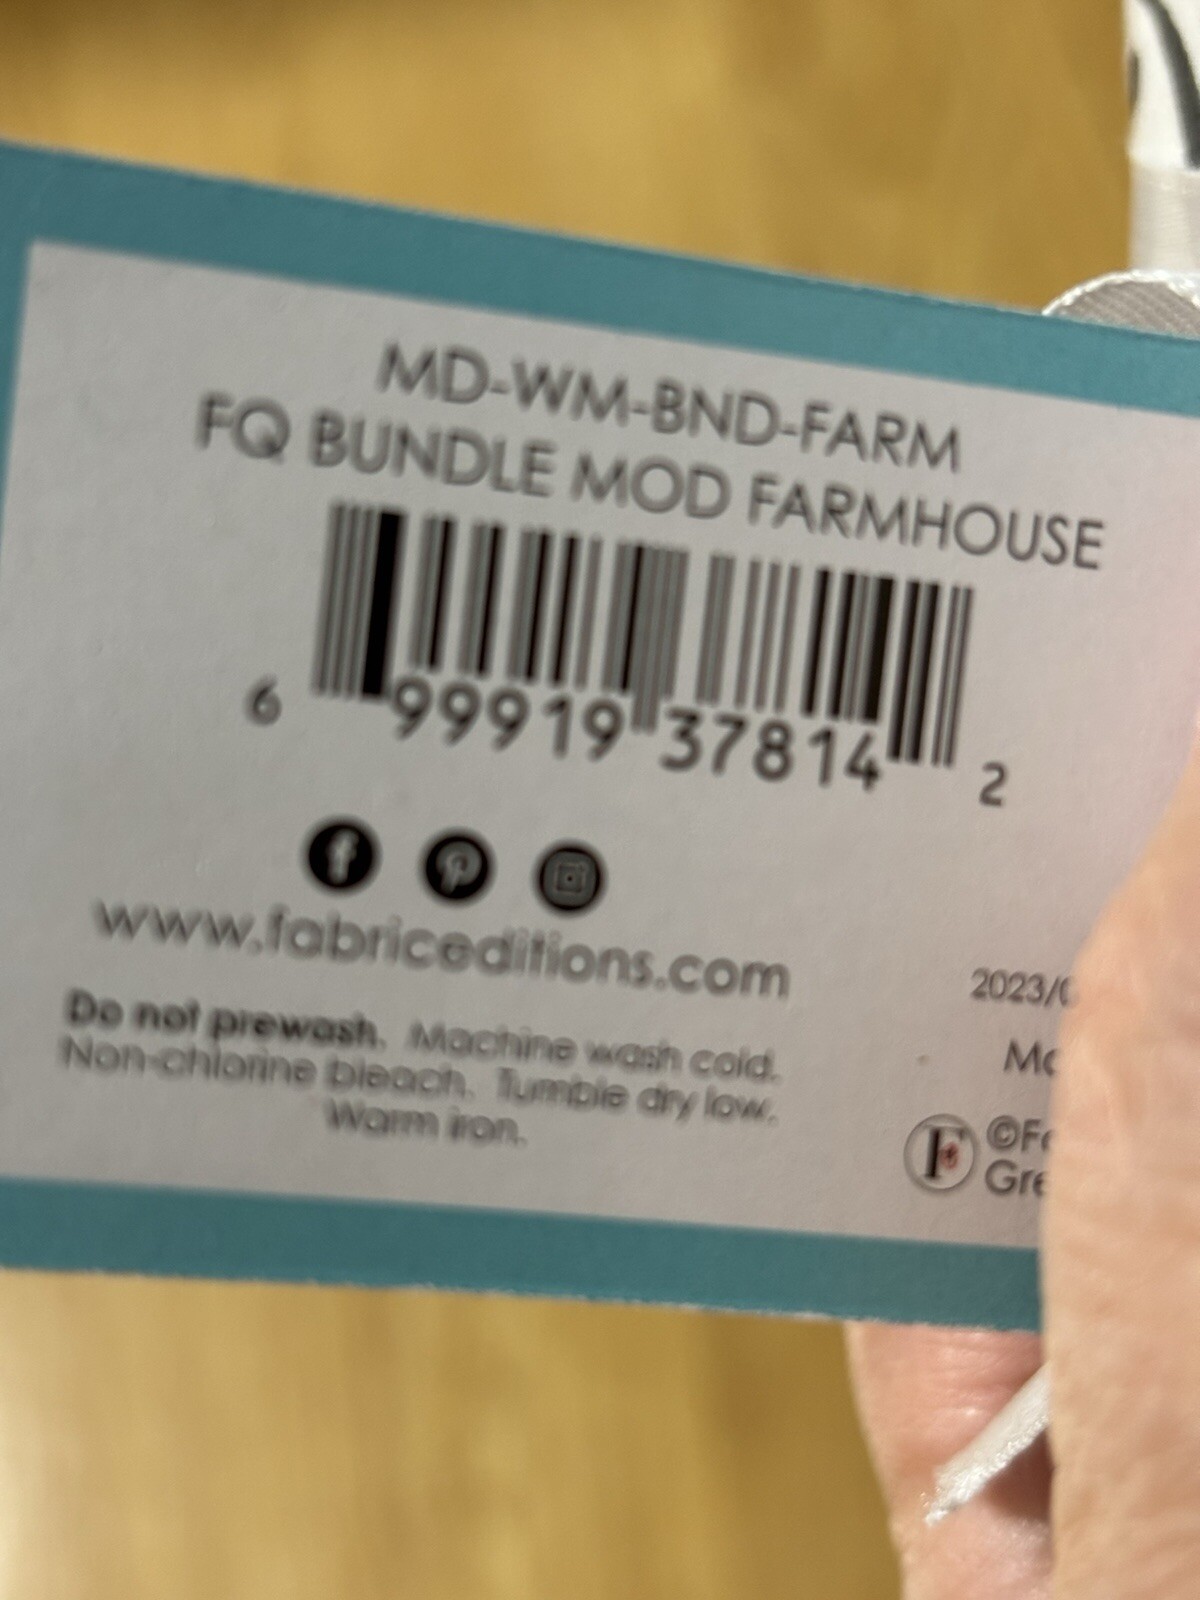 MD-WM-BND-FARM
FQ BUNDLE MOD FARMHOUSE
6 99919 37814 2
www.fabriceditions.com
Do not prewash. Machine wash cold.
Non-chlorine bleach. Tumble dry low.
Warm iron.
2023/
F